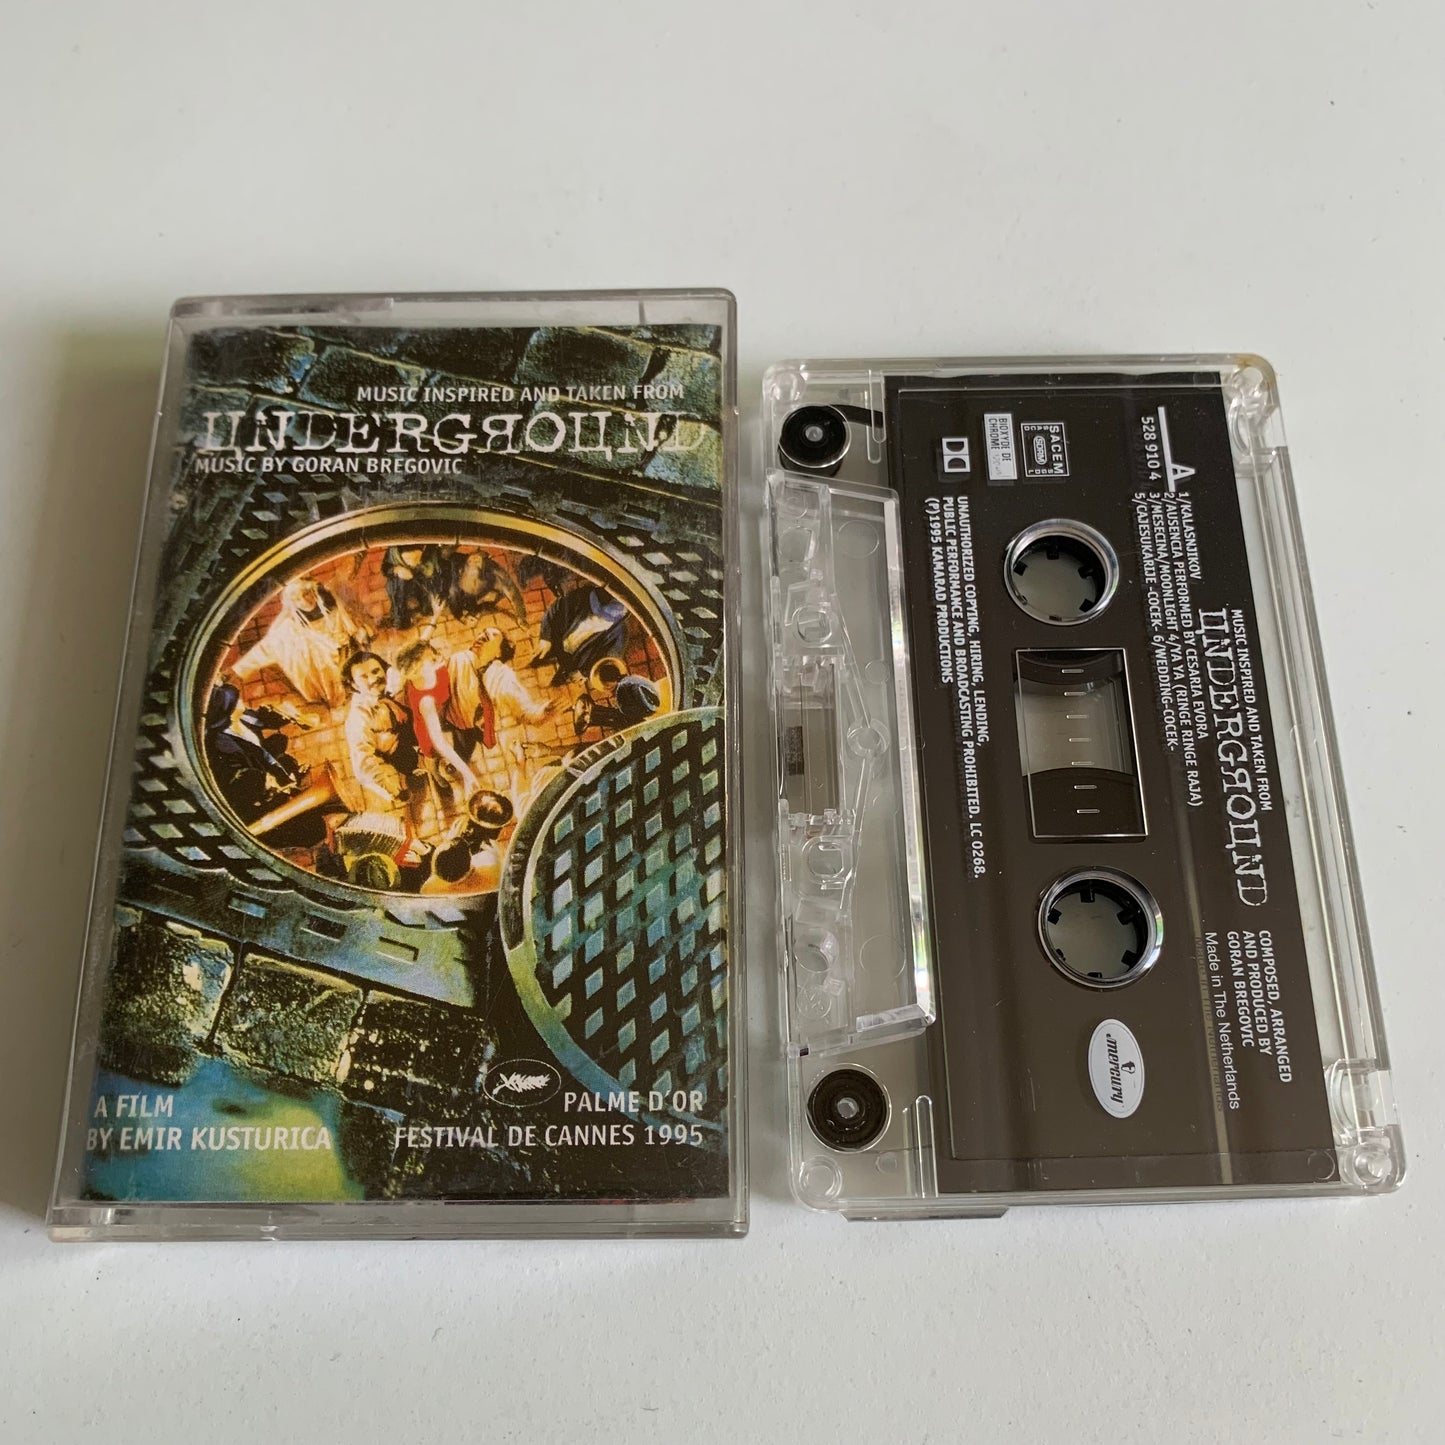 MUSIC INSPIRED AND TAKEN FROM
UNDERGROUND
MUSIC BY GORAN BREGOVIC
A FILM
BY EMIR KUSTURICA
PALME D'OR
FESTIVAL DE CANNES 1995
MUSIC INSPIRED AND TAKEN FROM
UNDERGROUND
COMPOSED, ARRANGED
AND PRODUCED BY
GORAN BREGOVIC
Made in The Netherlands
A
528 910 4
1/KALASNJIKOV
2/AUSENCIA PERFORMED BY CESARIA EVORA
3/MESECINA/MOONLIGHT 4/YA YA (RINGE RINGE RAJA)
5/CAJESUKARIJE -COCEK- 6/WEDDING-COCEK-
SACEM
BIOXYDE DE
CHROME
UNAUTHORIZED COPYING, HIRING, LENDING,
PUBLIC PERFORMANCE AND BROADCASTING PROHIBITED. LC 0268.
(P)1995 KAMARAD PRODUCTIONS
mercury